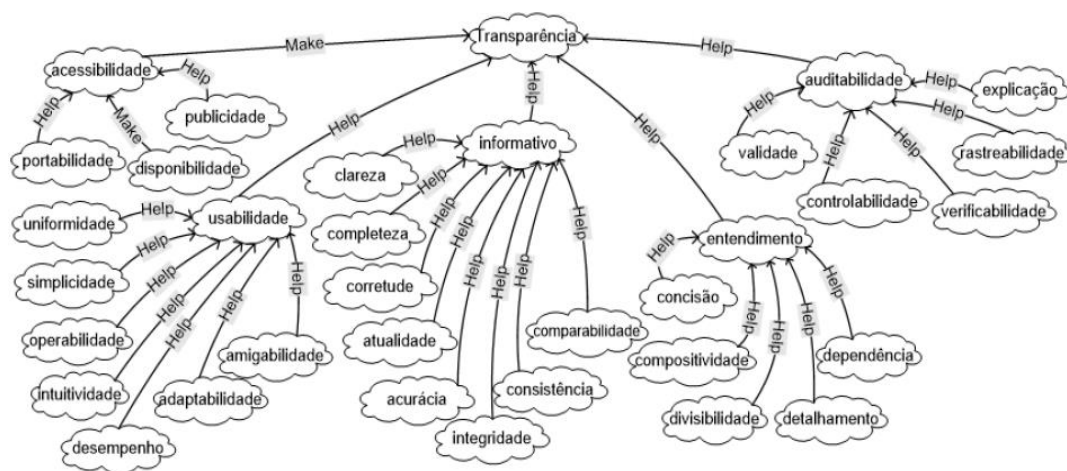 Transparência
Make
Help
acessibilidade
Help
Help
Make
publicidade
portabilidade
disponibilidade
Help
usabilidade
uniformidade
Help
simplicidade
Help
operabilidade
Help
intuitividade
Help
desempenho
Help
adaptabilidade
Help
amigabilidade
Help
Help
informativo
clareza
Help
completeza
Help
corretude
Help
atualidade
Help
acurácia
Help
integridade
Help
consistência
Help
comparabilidade
Help
Help
entendimento
concisão
Help
compositividade
Help
divisibilidade
Help
detalhamento
Help
dependência
Help
auditabilidade
explicação
Help
rastreabilidade
Help
validade
Help
controlabilidade
Help
verificabilidade
Help